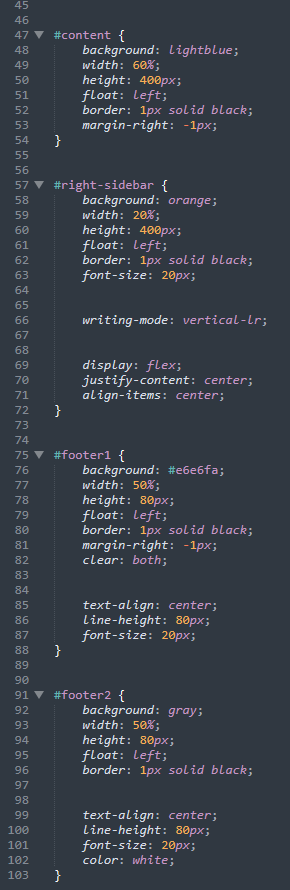 45
46
47 ▼ #content {
48 background: lightblue;
49 width: 60%;
50 height: 400px;
51 float: left;
52 border: 1px solid black;
53 margin-right: -1px;
54 }
55
56
57 ▼ #right-sidebar {
58 background: orange;
59 width: 20%;
60 height: 400px;
61 float: left;
62 border: 1px solid black;
63 font-size: 20px;
64
65
66 writing-mode: vertical-lr;
67
68
69 display: flex;
70 justify-content: center;
71 align-items: center;
72 }
73
74
75 ▼ #footer1 {
76 background: #e6e6fa;
77 width: 50%;
78 height: 80px;
79 float: left;
80 border: 1px solid black;
81 margin-right: -1px;
82 clear: both;
83
84
85 text-align: center;
86 line-height: 80px;
87 font-size: 20px;
88 }
89
90
91 ▼ #footer2 {
92 background: gray;
93 width: 50%;
94 height: 80px;
95 float: left;
96 border: 1px solid black;
97
98
99 text-align: center;
100 line-height: 80px;
101 font-size: 20px;
102 color: white;
103 }